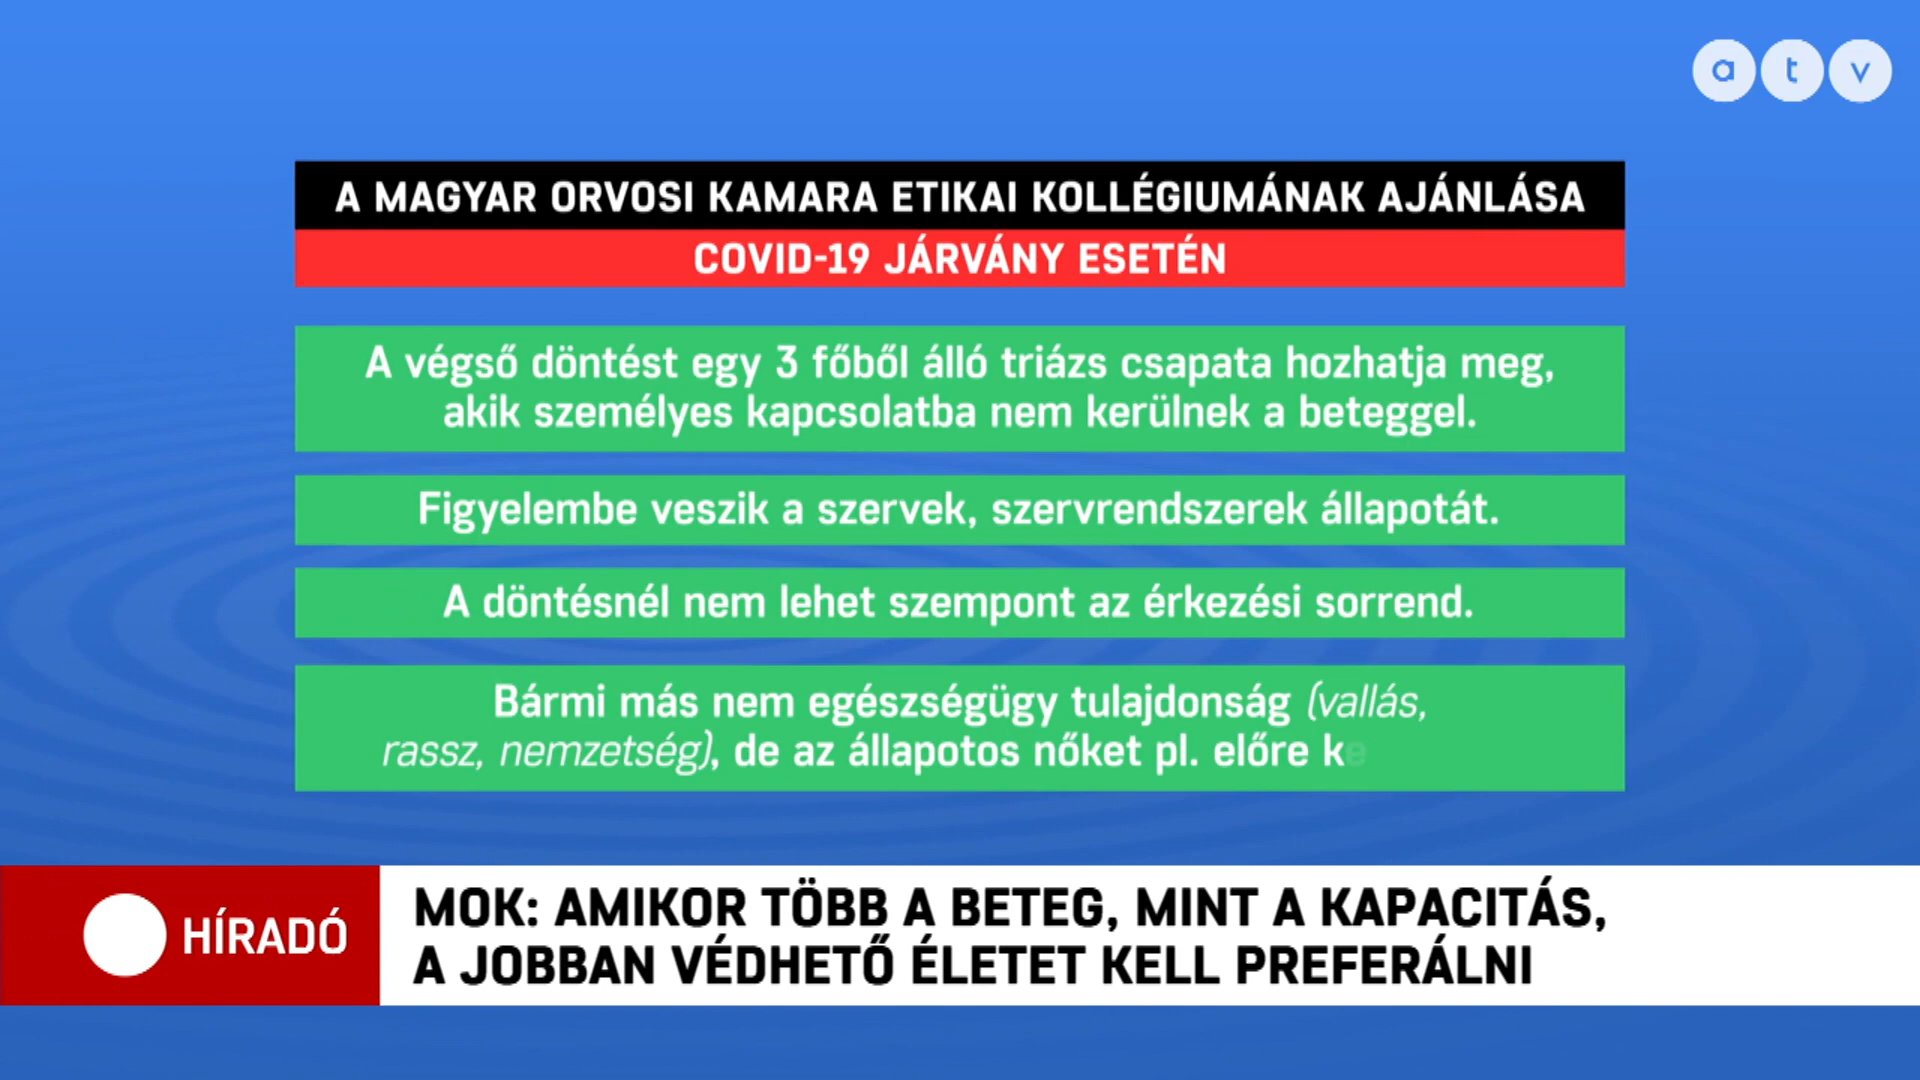 atv
A MAGYAR ORVOSI KAMARA ETIKAI KOLLÉGIUMÁNAK AJÁNLÁSA
COVID-19 JÁRVÁNY ESETÉN
A végső döntést egy 3 főből álló triázs csapata hozhatja meg,
akik személyes kapcsolatba nem kerülnek a beteggel.
Figyelembe veszik a szervek, szervrendszerek állapotát.
A döntésnél nem lehet szempont az érkezési sorrend.
Bármi más nem egészségügy tulajdonság (vallás,
rassz, nemzetség), de az állapotos nőket pl. előre ke
HÍRADÓ
MOK: AMIKOR TÖBB A BETEG, MINT A KAPACITÁS,
A JOBBAN VÉDHETŐ ÉLETET KELL PREFERÁLNI